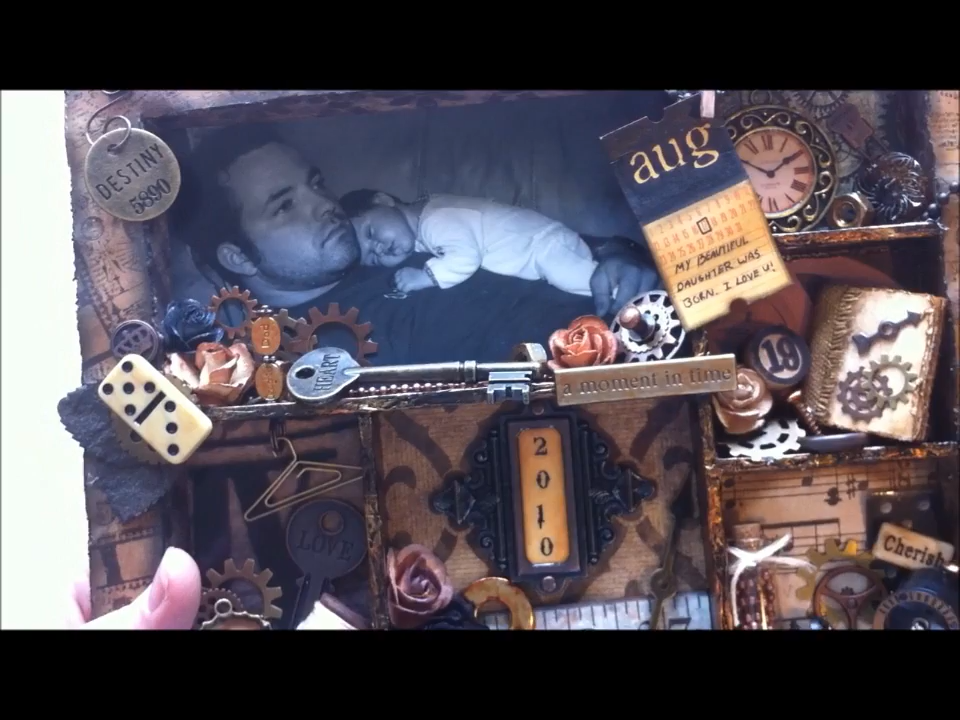 DESTINY
5890
aug
MY BEAUTIFUL
DAUGHTER WAS
BORN. I LOVE U!
HEART
a moment in time
19
2
0
1
0
LOVE
Cherish
7